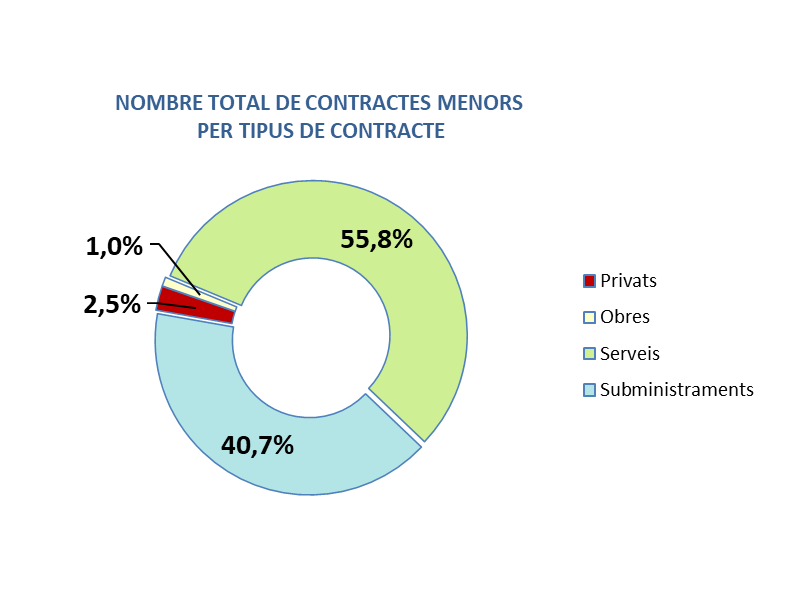 NOMBRE TOTAL DE CONTRACTES MENORS
PER TIPUS DE CONTRACTE
55,8%
1,0%
2,5%
40,7%
Privats
Obres
Serveis
Subministraments